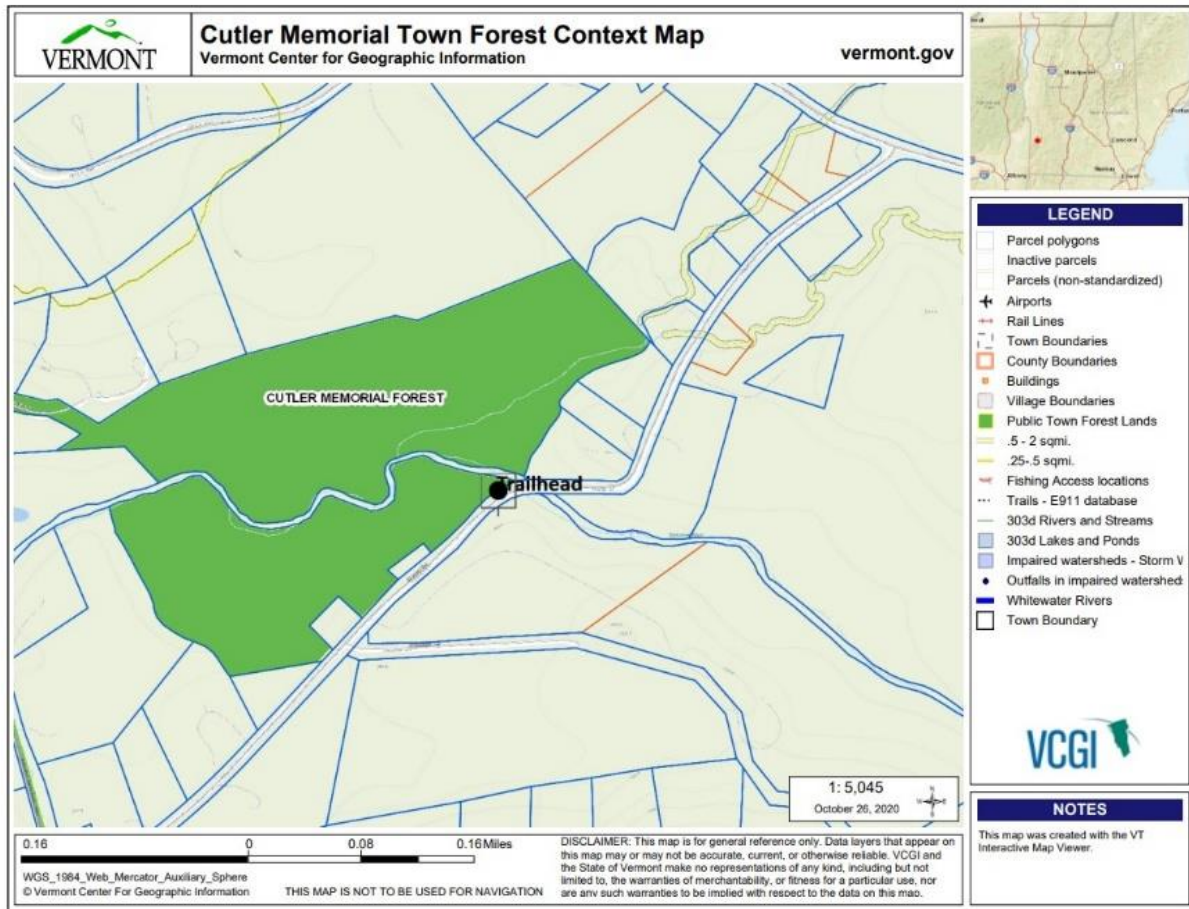 VERMONT
Cutler Memorial Town Forest Context Map
Vermont Center for Geographic Information
vermont.gov
Montpelier
Concord
Albany
LEGEND
Parcel polygons
Inactive parcels
Parcels (non-standardized)
Airports
Rail Lines
Town Boundaries
County Boundaries
Buildings
Village Boundaries
Public Town Forest Lands
.5 - 2 sqmi.
.25-.5 sqmi.
Fishing Access locations
Trails - E911 database
303d Rivers and Streams
303d Lakes and Ponds
Impaired watersheds - Storm W
Outfalls in impaired watershed
Whitewater Rivers
Town Boundary
CUTLER MEMORIAL FOREST
Trailhead
VCGI
1: 5,045
October 26, 2020
NOTES
This map was created with the VT
Interactive Map Viewer.
0.16 0 0.08 0.16 Miles
WGS_1984_Web_Mercator_Auxiliary_Sphere
© Vermont Center For Geographic Information
THIS MAP IS NOT TO BE USED FOR NAVIGATION
DISCLAIMER: This map is for general reference only. Data layers that appear on
this map may or may not be accurate, current, or otherwise reliable. VCGI and
the State of Vermont make no representations of any kind, including but not
limited to, the warranties of merchantability, or fitness for a particular use, nor
are any such warranties to be implied with respect to the data on this map.